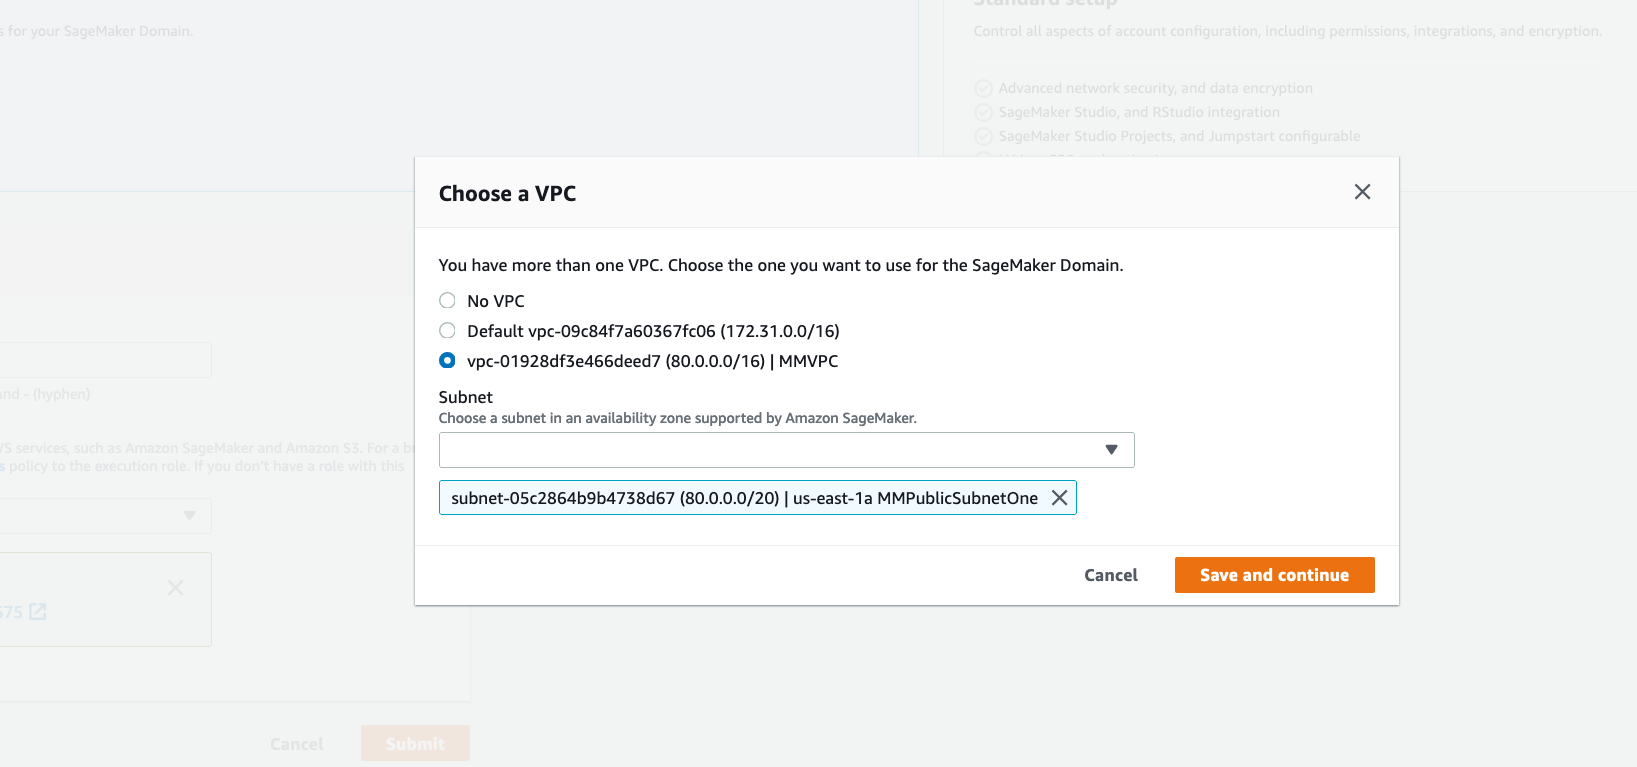 Standard setup
s for your SageMaker Domain.
Control all aspects of account configuration, including permissions, integrations, and encryption.
Advanced network security, and data encryption
SageMaker Studio, and RStudio integration
SageMaker Studio Projects, and Jumpstart configurable
Choose a VPC
You have more than one VPC. Choose the one you want to use for the SageMaker Domain.
No VPC
Default vpc-09c84f7a60367fc06 (172.31.0.0/16)
vpc-01928df3e466deed7 (80.0.0.0/16) | MMVPC
Subnet
Choose a subnet in an availability zone supported by Amazon SageMaker.
subnet-05c2864b9b4738d67 (80.0.0.0/20) | us-east-1a MMPublicSubnetOne
Cancel
Save and continue
and - (hyphen)
WS services, such as Amazon SageMaker and Amazon S3. For a b
s policy to the execution role. If you don't have a role with this
575
Cancel
Submit